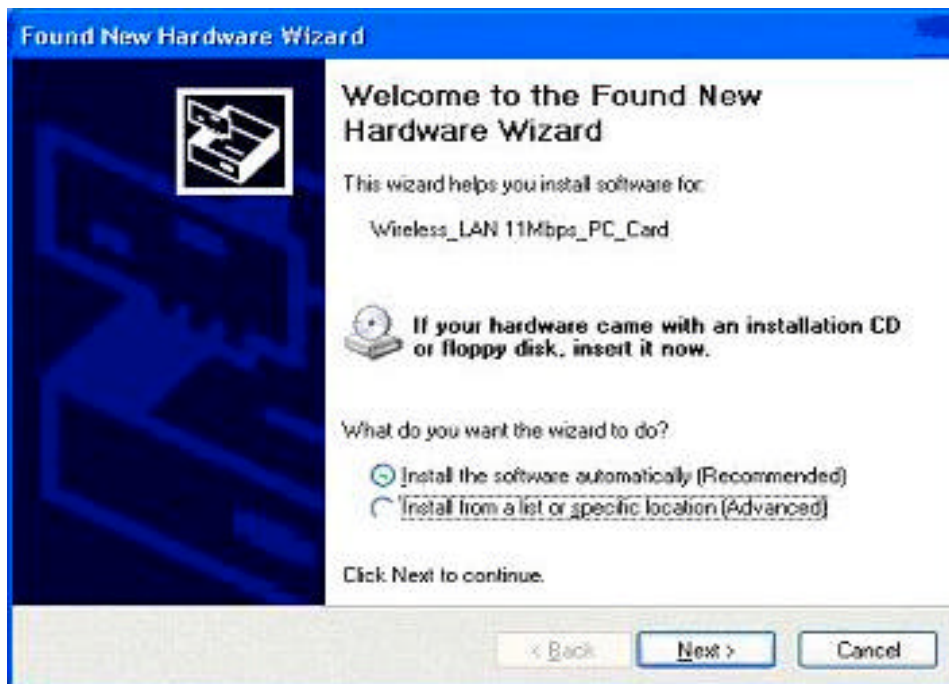 Found New Hardware Wizard
Welcome to the Found New
Hardware Wizard
This wizard helps you install software for:
Wireless_LAN 11Mbps_PC_Card
If your hardware came with an installation CD
or floppy disk, insert it now.
What do you want the wizard to do?
Install the software automatically (Recommended)
Install from a list or specific location (Advanced)
Click Next to continue.
< Back
Next >
Cancel